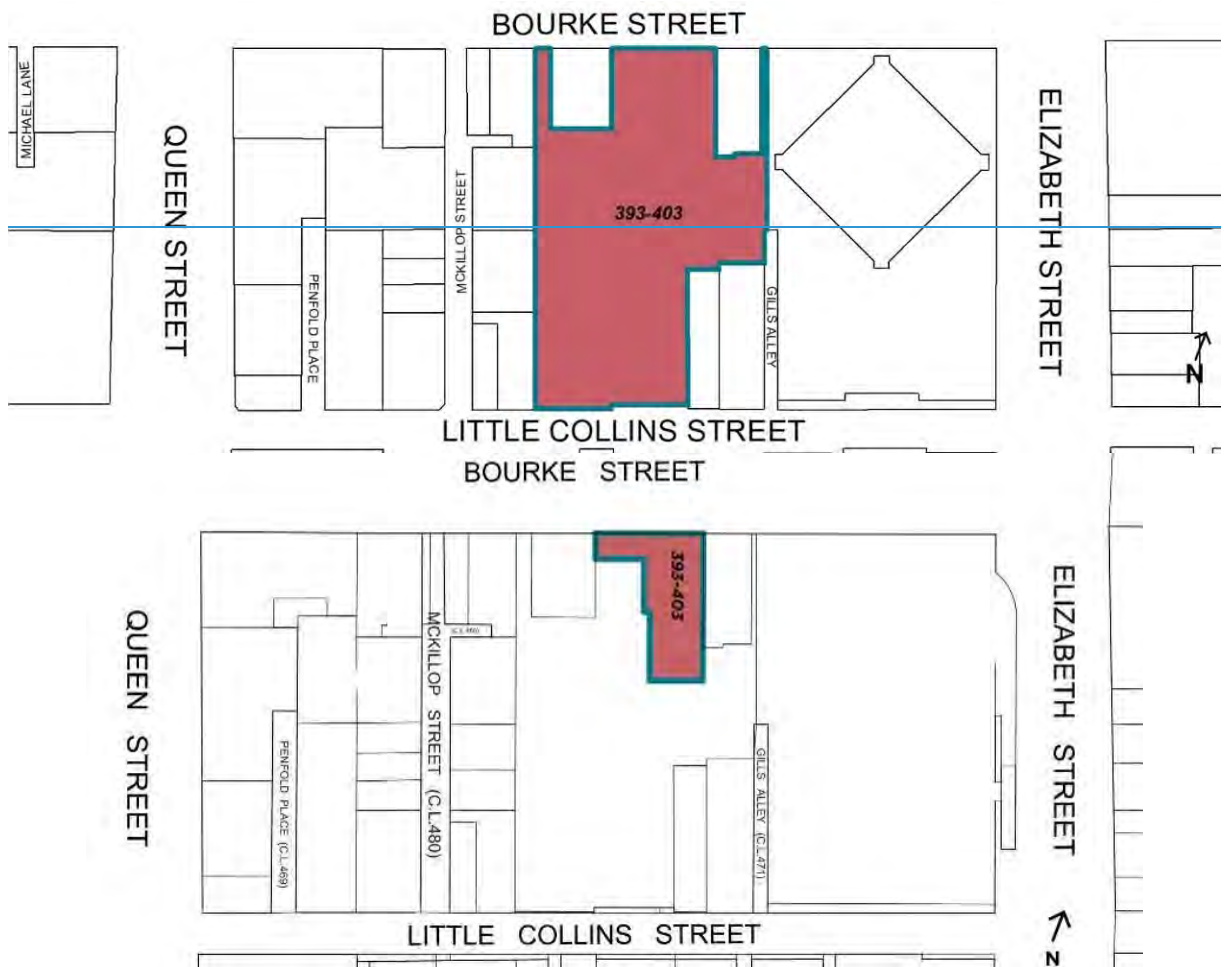 BOURKE STREET
MICHAEL LANE
QUEEN STREET
MCKILLOP STREET
393-403
ELIZABETH STREET
PENFOLD PLACE
GILLS ALLEY
N
LITTLE COLLINS STREET
BOURKE STREET
393-403
QUEEN STREET
MCKILLOP STREET (C.L.480)
ELIZABETH STREET
PENFOLD PLACE (C.L.469)
GILLS ALLEY (C.L.471)
LITTLE COLLINS STREET
N